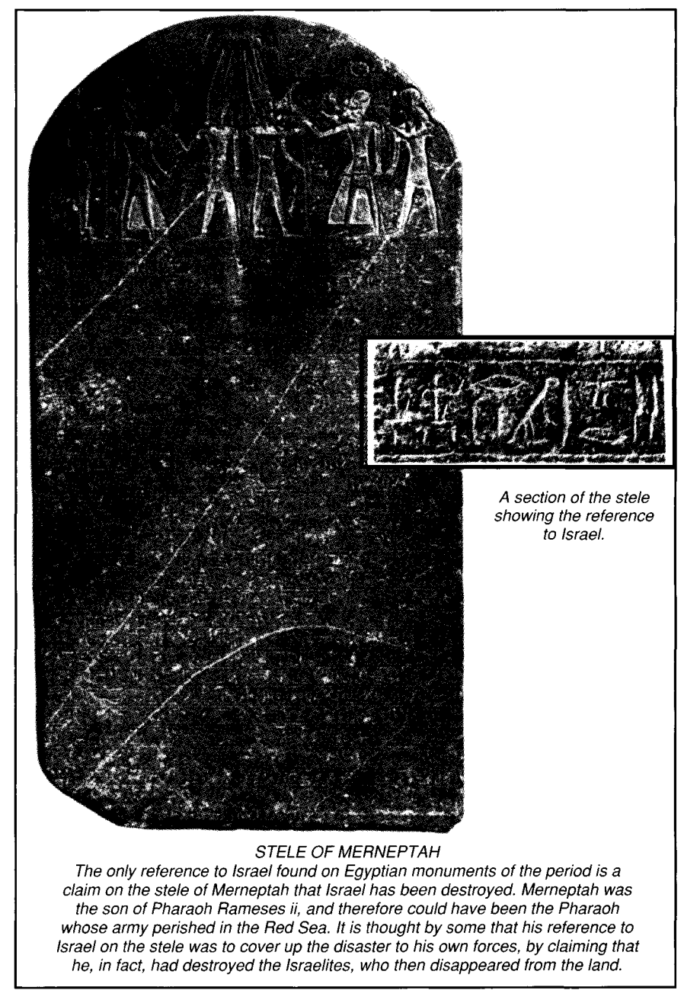 A section of the stele
showing the reference
to Israel.
STELE OF MERNEPTAH
The only reference to Israel found on Egyptian monuments of the period is a
claim on the stele of Merneptah that Israel has been destroyed. Merneptah was
the son of Pharaoh Rameses ii, and therefore could have been the Pharaoh
whose army perished in the Red Sea. It is thought by some that his reference to
Israel on the stele was to cover up the disaster to his own forces, by claiming that
he, in fact, had destroyed the Israelites, who then disappeared from the land.